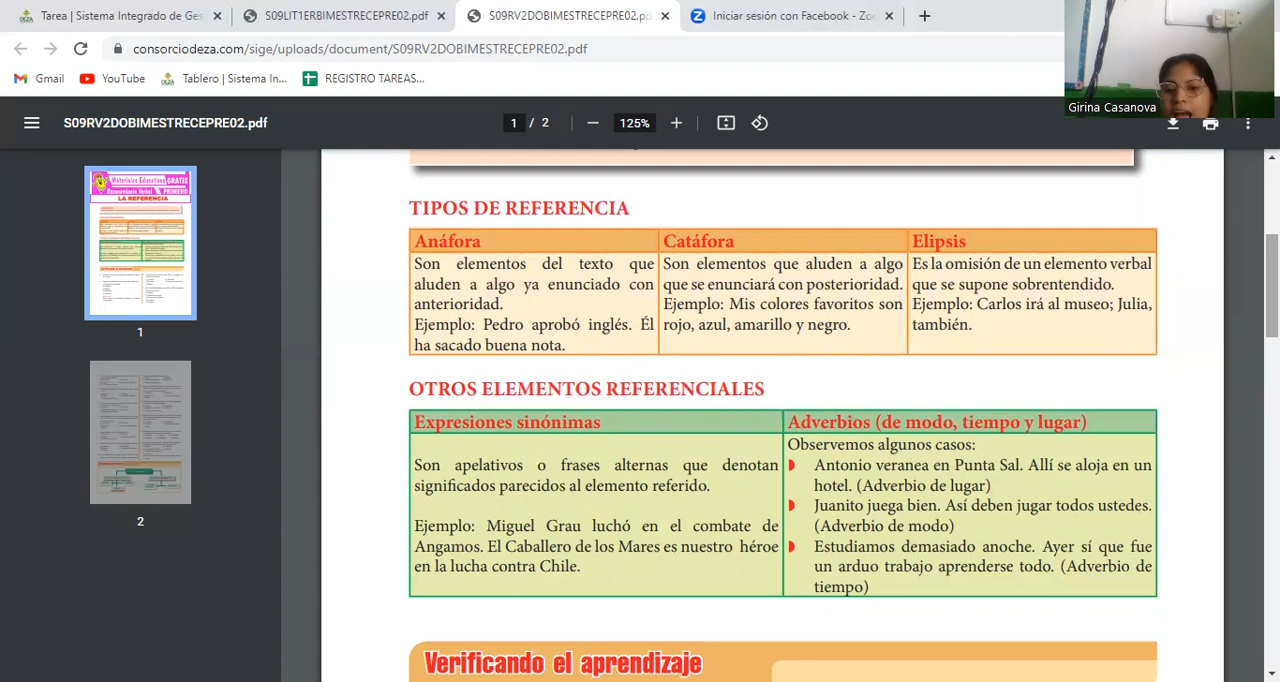 Tarea | Sistema Integrado de Ges
S09LIT1ERBIMESTRECEPRE02.pdf
S09RV2DOBIMESTRECEPRE02.p
Iniciar sesión con Facebook - Zo
consorciodeza.com/sige/uploads/document/S09RV2DOBIMESTRECEPRE02.pdf
Gmail YouTube Tablero | Sistema In... REGISTRO TAREAS...
Girina Casanova
S09RV2DOBIMESTRECEPRE02.pdf
1 / 2
125%
Materiales Educativos GRATIS
Razonamiento Verbal PRIMERO
LA REFERENCIA
1
2
TIPOS DE REFERENCIA
Anáfora
Son elementos del texto que
aluden a algo ya enunciado con
anterioridad.
Ejemplo: Pedro aprobó inglés. Él
ha sacado buena nota.
Catáfora
Son elementos que aluden a algo
que se enunciará con posterioridad.
Ejemplo: Mis colores favoritos son
rojo, azul, amarillo y negro.
Elipsis
Es la omisión de un elemento verbal
que se supone sobrentendido.
Ejemplo: Carlos irá al museo; Julia,
también.
OTROS ELEMENTOS REFERENCIALES
Expresiones sinónimas
Son apelativos o frases alternas que denotan
significados parecidos al elemento referido.
Ejemplo: Miguel Grau luchó en el combate de
Angamos. El Caballero de los Mares es nuestro héroe
en la lucha contra Chile.
Adverbios (de modo, tiempo y lugar)
Observemos algunos casos:
Antonio veranea en Punta Sal. Allí se aloja en un
hotel. (Adverbio de lugar)
Juanito juega bien. Así deben jugar todos ustedes.
(Adverbio de modo)
Estudiamos demasiado anoche. Ayer sí que fue
un arduo trabajo aprenderse todo. (Adverbio de
tiempo)
Verificando el aprendizaje